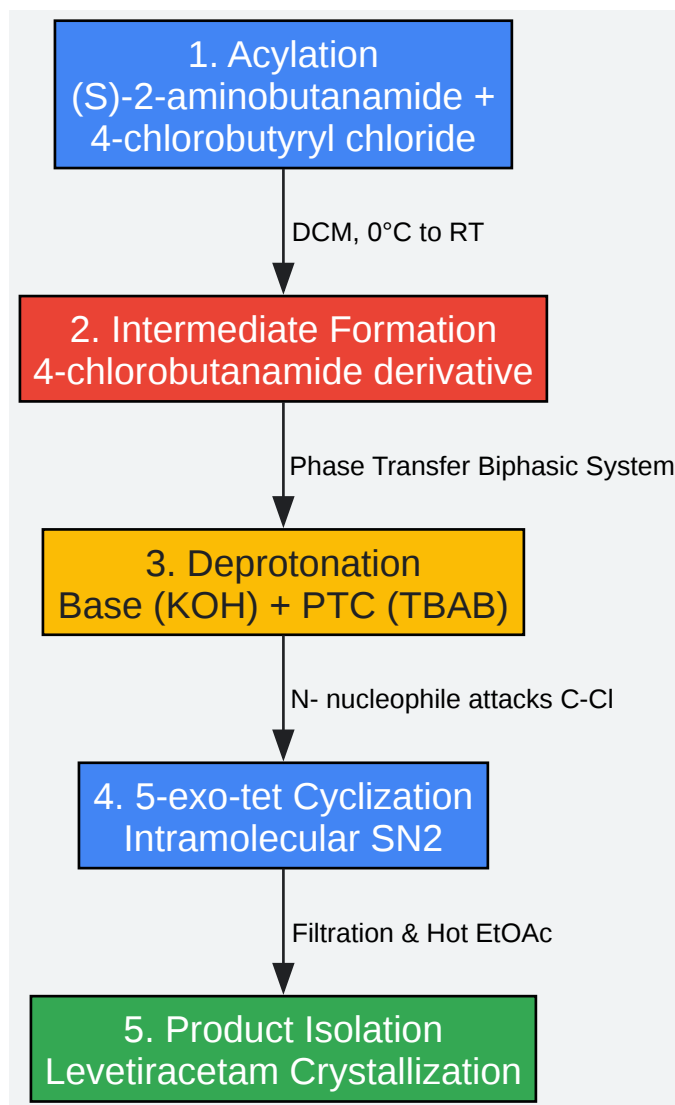 1. Acylation
(S)-2-aminobutanamide +
4-chlorobutyryl chloride
DCM, 0°C to RT
2. Intermediate Formation
4-chlorobutanamide derivative
Phase Transfer Biphasic System
3. Deprotonation
Base (KOH) + PTC (TBAB)
N- nucleophile attacks C-Cl
4. 5-exo-tet Cyclization
Intramolecular SN2
Filtration & Hot EtOAc
5. Product Isolation
Levetiracetam Crystallization